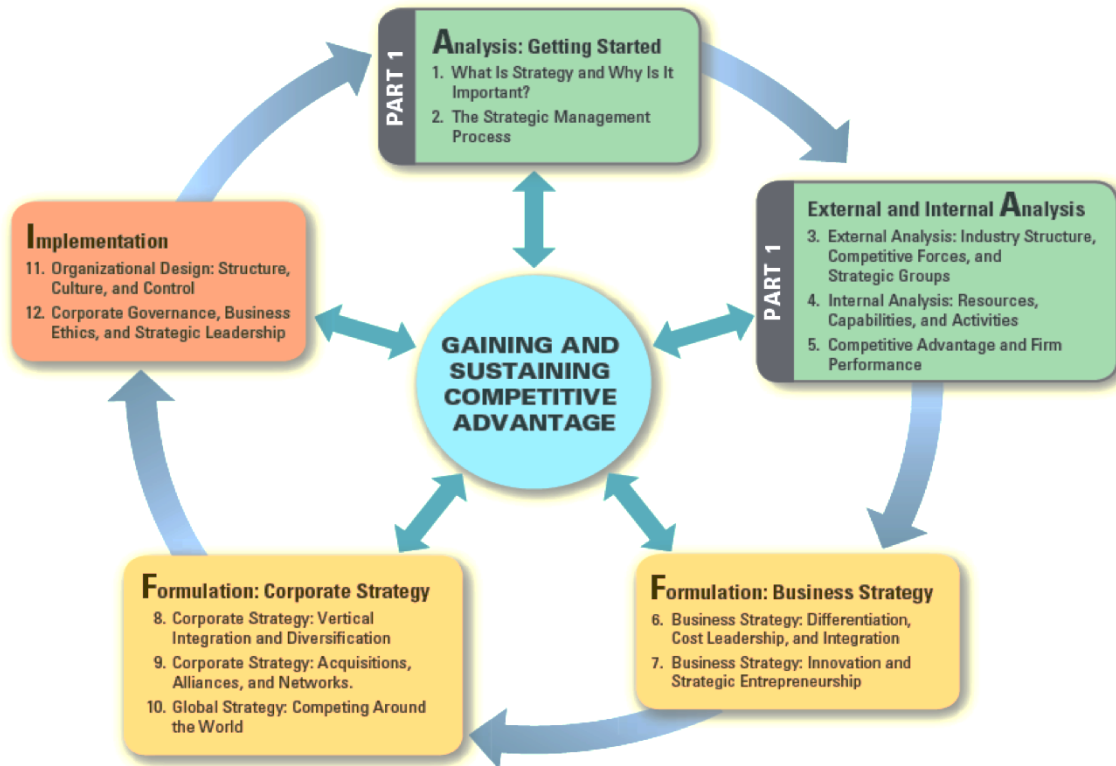 PART 1
Analysis: Getting Started
1. What Is Strategy and Why Is It
Important?
2. The Strategic Management
Process
PART 1
External and Internal Analysis
3. External Analysis: Industry Structure,
Competitive Forces, and
Strategic Groups
4. Internal Analysis: Resources,
Capabilities, and Activities
5. Competitive Advantage and Firm
Performance
Implementation
11. Organizational Design: Structure,
Culture, and Control
12. Corporate Governance, Business
Ethics, and Strategic Leadership
GAINING AND
SUSTAINING
COMPETITIVE
ADVANTAGE
Formulation: Corporate Strategy
8. Corporate Strategy: Vertical
Integration and Diversification
9. Corporate Strategy: Acquisitions,
Alliances, and Networks.
10. Global Strategy: Competing Around
the World
Formulation: Business Strategy
6. Business Strategy: Differentiation,
Cost Leadership, and Integration
7. Business Strategy: Innovation and
Strategic Entrepreneurship